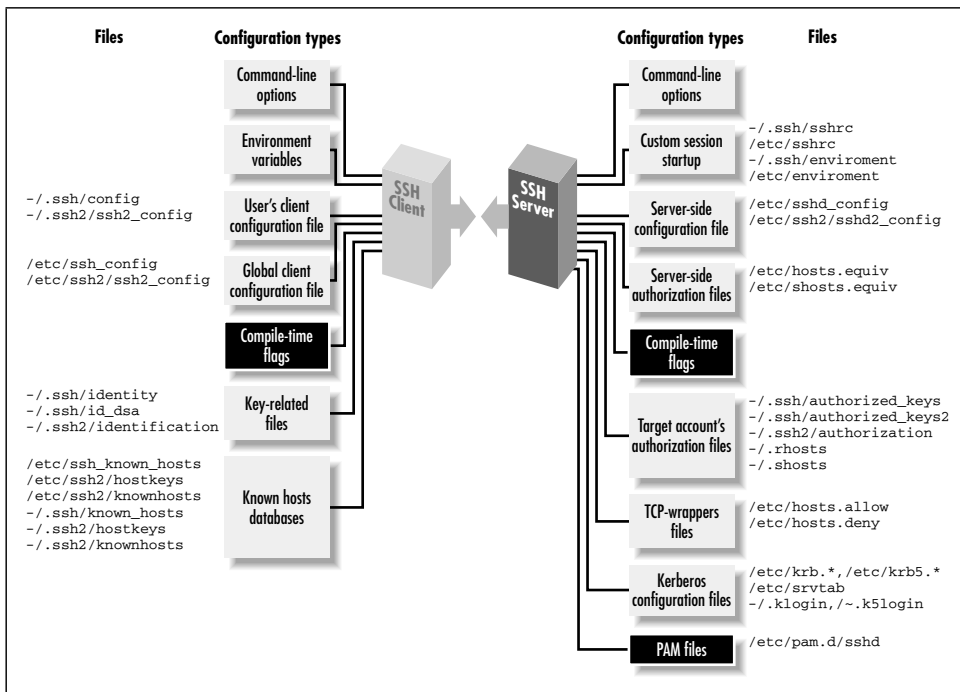 Files
Configuration types
Command-line
options
Environment
variables
-/.ssh/config
-/.ssh2/ssh2_config
User's client
configuration file
/etc/ssh_config
/etc/ssh2/ssh2_config
Global client
configuration file
Compile-time
flags
-/.ssh/identity
-/.ssh/id_dsa
-/.ssh2/identification
Key-related
files
/etc/ssh_known_hosts
/etc/ssh2/hostkeys
/etc/ssh2/knownhosts
-/.ssh/known_hosts
-/.ssh2/hostkeys
-/.ssh2/knownhosts
Known hosts
databases
SSH
Client
SSH
Server
Configuration types
Files
Command-line
options
Custom session
startup
-/.ssh/sshrc
/etc/sshrc
-/.ssh/enviroment
/etc/enviroment
Server-side
configuration file
/etc/sshd_config
/etc/ssh2/sshd2_config
Server-side
authorization files
/etc/hosts.equiv
/etc/shosts.equiv
Compile-time
flags
Target account's
authorization files
-/.ssh/authorized_keys
-/.ssh/authorized_keys2
-/.ssh2/authorization
-/.rhosts
-/.shosts
TCP-wrappers
files
/etc/hosts.allow
/etc/hosts.deny
Kerberos
configuration files
/etc/krb.*,/etc/krb5.*
/etc/srvtab
-/.klogin,/~.k5login
PAM files
/etc/pam.d/sshd